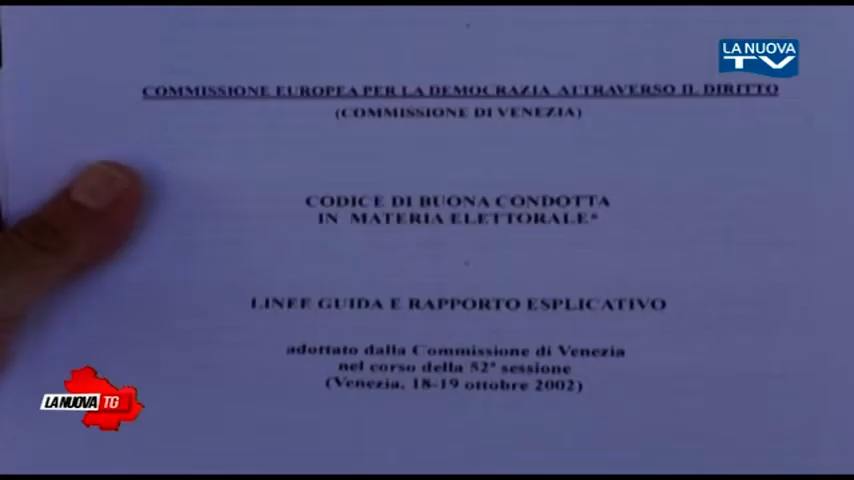 LA NUOVA
TV
COMMISSIONE EUROPEA PER LA DEMOCRAZIA ATTRAVERSO IL DIRITTO
(COMMISSIONE DI VENEZIA)
CODICE DI BUONA CONDOTTA
IN MATERIA ELETTORALE*
LINEE GUIDA E RAPPORTO ESPLICATIVO
adottato dalla Commissione di Venezia
nel corso della 52ª sessione
(Venezia, 18-19 ottobre 2002)
LA NUOVA TG